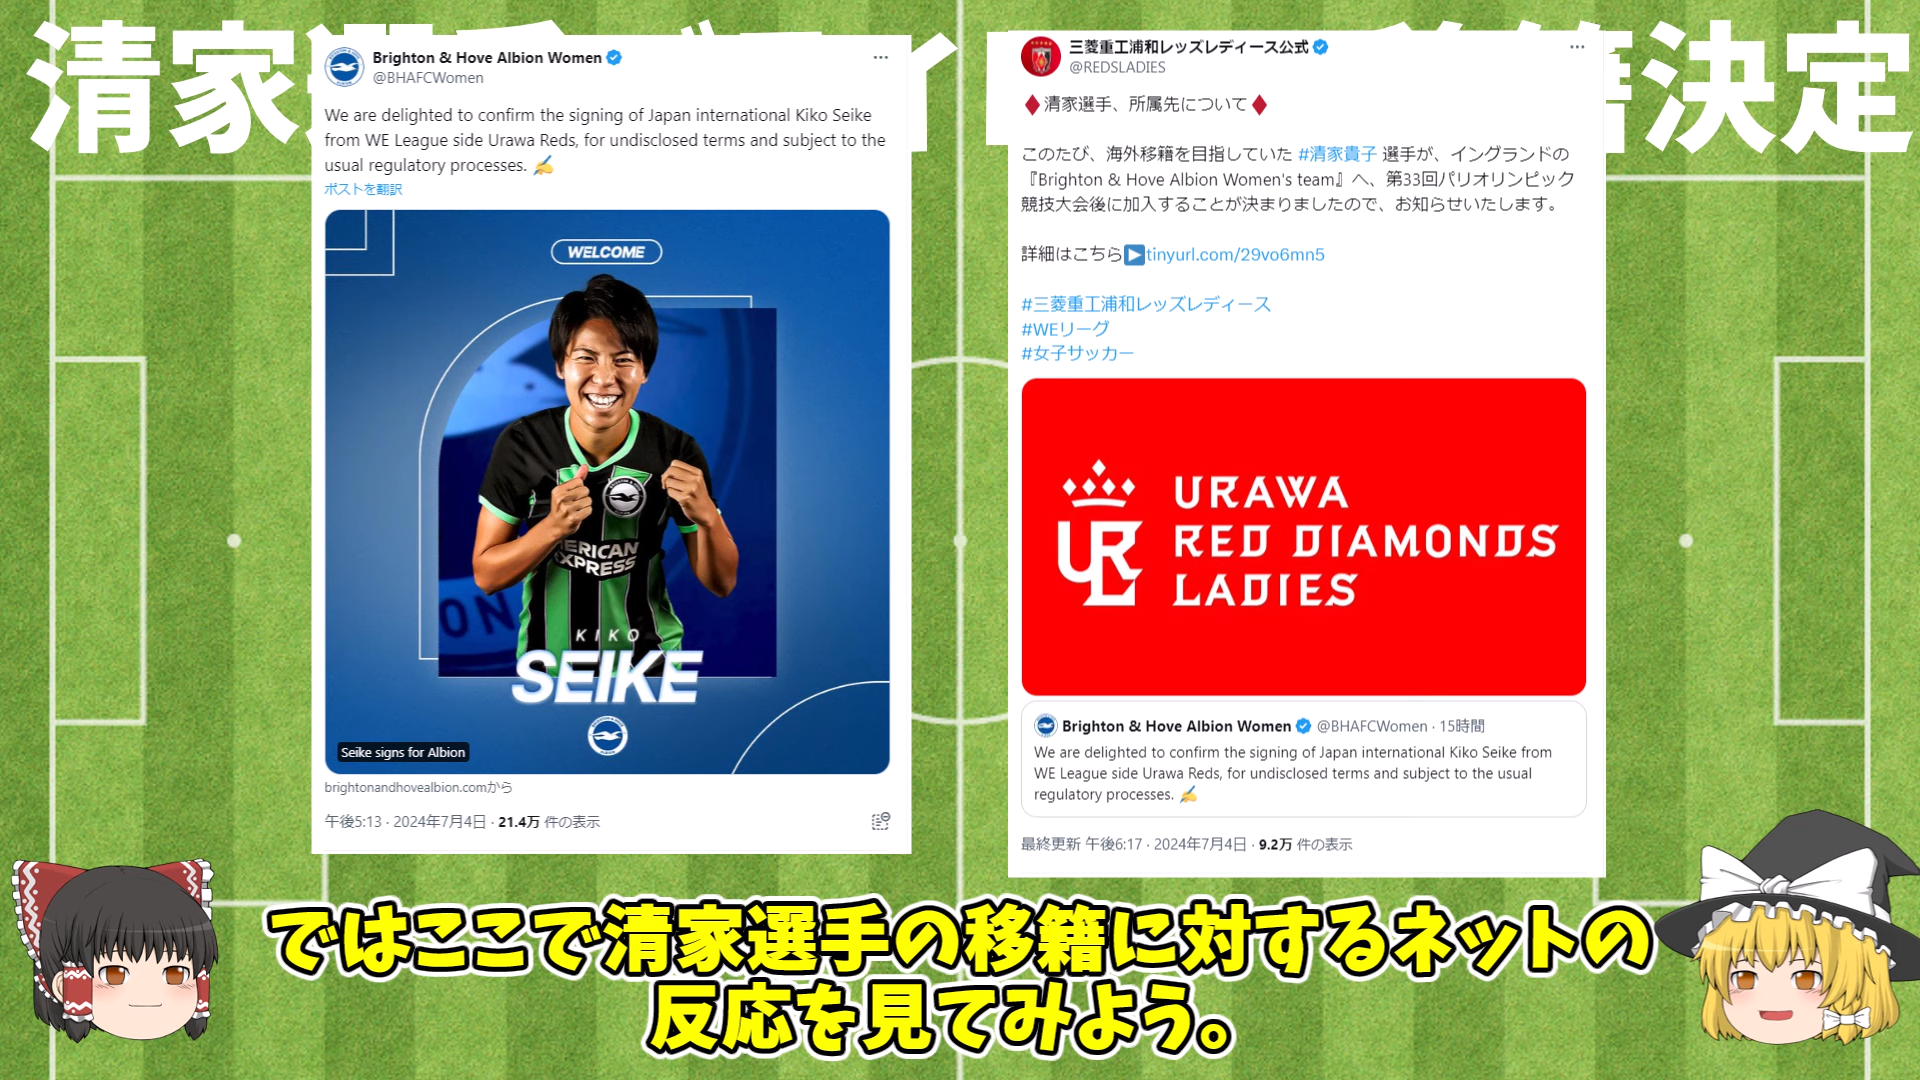 清家
決定
Brighton & Hove Albion Women
@BHAFCWomen
We are delighted to confirm the signing of Japan international Kiko Seike
from WE League side Urawa Reds, for undisclosed terms and subject to the
usual regulatory processes. ✍️
ポストを翻訳
WELCOME
ERICAN
XPRESS
ON
KIKO
SEIKE
Seike signs for Albion
brightonandhovealbion.comから
午後5:13 · 2024年7月4日 · 21.4万 件の表示
三菱重工浦和レッズレディース公式
@REDSLADIES
♦️清家選手、所属先について♦️
このたび、海外移籍を目指していた #清家貴子 選手が、イングランドの
『Brighton & Hove Albion Women's team』へ、第33回パリオリンピック
競技大会後に加入することが決まりましたので、お知らせいたします。
詳細はこちら▶️tinyurl.com/29vo6mn5
#三菱重工浦和レッズレディース
#WEリーグ
#女子サッカー
URAWA
RED DIAMONDS
LADIES
Brighton & Hove Albion Women @BHAFCWomen · 15時間
We are delighted to confirm the signing of Japan international Kiko Seike from
WE League side Urawa Reds, for undisclosed terms and subject to the usual
regulatory processes. ✍️
最終更新 午後6:17 · 2024年7月4日 · 9.2万 件の表示
ではここで清家選手の移籍に対するネットの
反応を見てみよう。